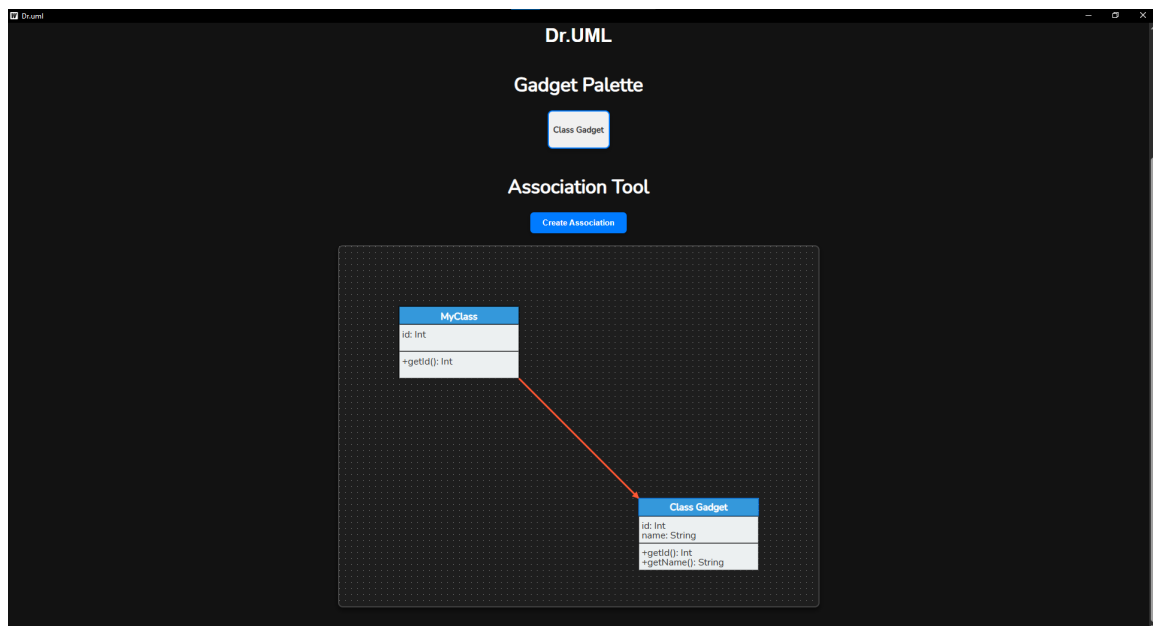 Dr.uml
Dr.UML
Gadget Palette
Class Gadget
Association Tool
Create Association
MyClass
id: Int
+getId(): Int
Class Gadget
id: Int
name: String
+getId(): Int
+getName(): String